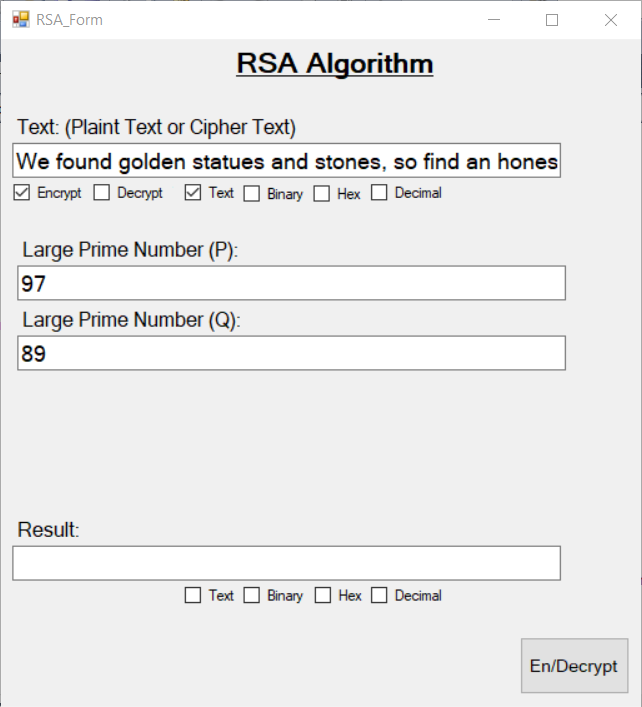 RSA_Form
RSA Algorithm
Text: (Plaint Text or Cipher Text)
We found golden statues and stones, so find an hones
Encrypt Decrypt Text Binary Hex Decimal
Large Prime Number (P):
97
Large Prime Number (Q):
89
Result:
Text Binary Hex Decimal
En/Decrypt